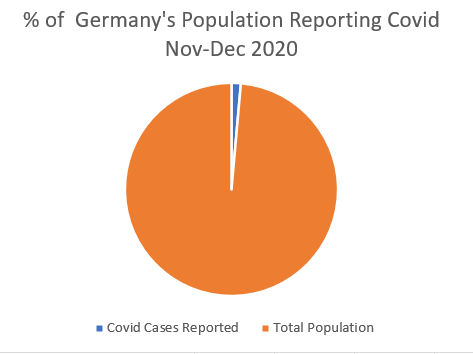 % of  Germany's Population Reporting Covid
Nov-Dec 2020
Covid Cases Reported
Total Population